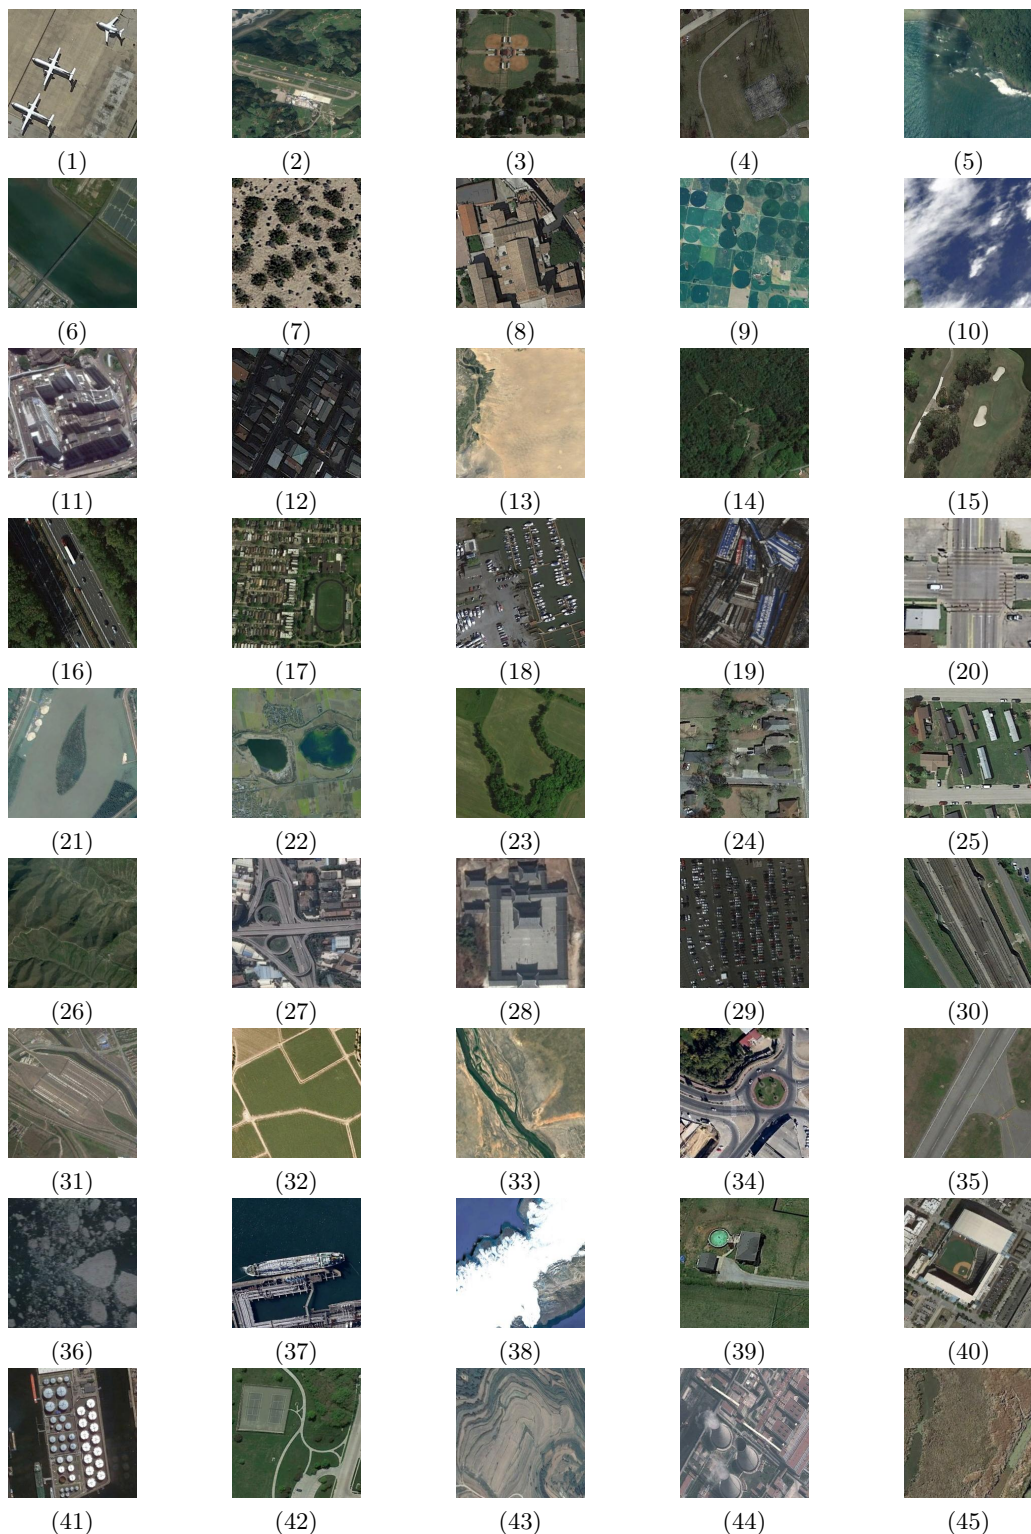 (1) (2) (3) (4) (5)
(6) (7) (8) (9) (10)
(11) (12) (13) (14) (15)
(16) (17) (18) (19) (20)
(21) (22) (23) (24) (25)
(26) (27) (28) (29) (30)
(31) (32) (33) (34) (35)
(36) (37) (38) (39) (40)
(41) (42) (43) (44) (45)